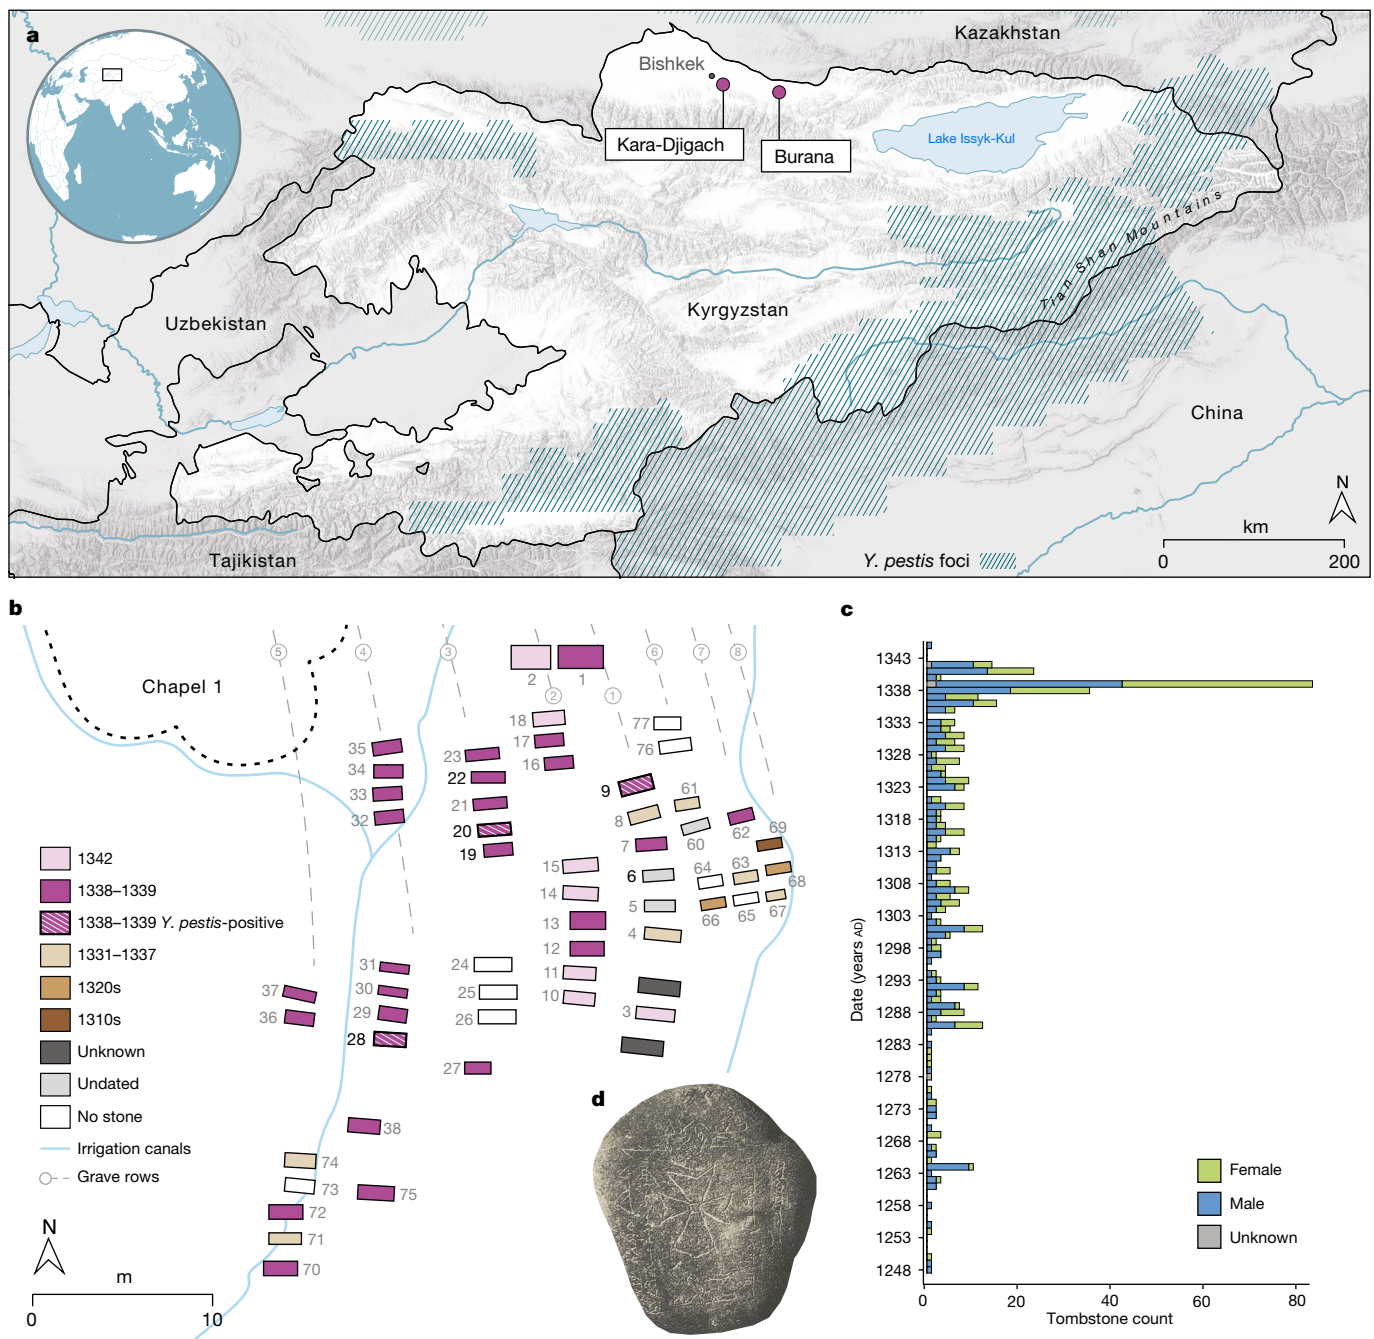 a
Kazakhstan
Bishkek
Kara-Djigach
Burana
Lake Issyk-Kul
Tian Shan Mountains
Uzbekistan
Kyrgyzstan
China
Tajikistan
Y. pestis foci
N
km
0 200
b
5 4 3 6 7 8
Chapel 1
2 1
2 1
18
17
16
77
76
35
34
33
32
23
22
21
20
19
9
8
7
6
5
4
3
61
60
62
69
68
67
64
63
66
65
15
14
13
12
11
10
31
30
29
28
24
25
26
27
37
36
38
74
73
72
71
70
75
1342
1338–1339
1338–1339 Y. pestis-positive
1331–1337
1320s
1310s
Unknown
Undated
No stone
Irrigation canals
Grave rows
N
m
0 10
c
Date (years AD)
1343
1338
1333
1328
1323
1318
1313
1308
1303
1298
1293
1288
1283
1278
1273
1268
1263
1258
1253
1248
0 20 40 60 80
Tombstone count
Female
Male
Unknown
d